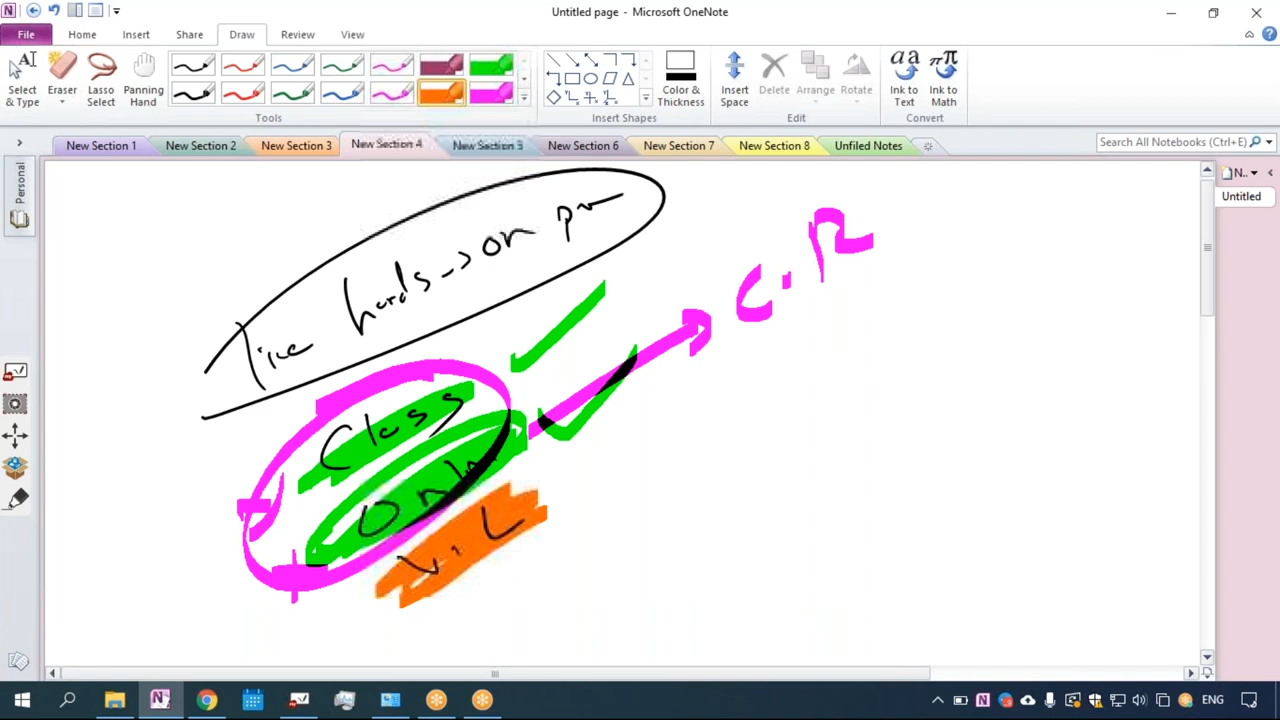 Untitled page - Microsoft OneNote
File Home Insert Share Draw Review View
Select & Type
Eraser
Lasso Select
Panning Hand
Color & Thickness
Insert Space
Delete
Arrange
Rotate
Ink to Text
Ink to Math
Tools
Insert Shapes
Edit
Convert
New Section 1 New Section 2 New Section 3 New Section 4 New Section 5 New Section 6 New Section 7 New Section 8 Unfiled Notes
Search All Notebooks (Ctrl+E)
N..
Personal
Untitled
hands -> on
C.R
Class
V.L
ENG